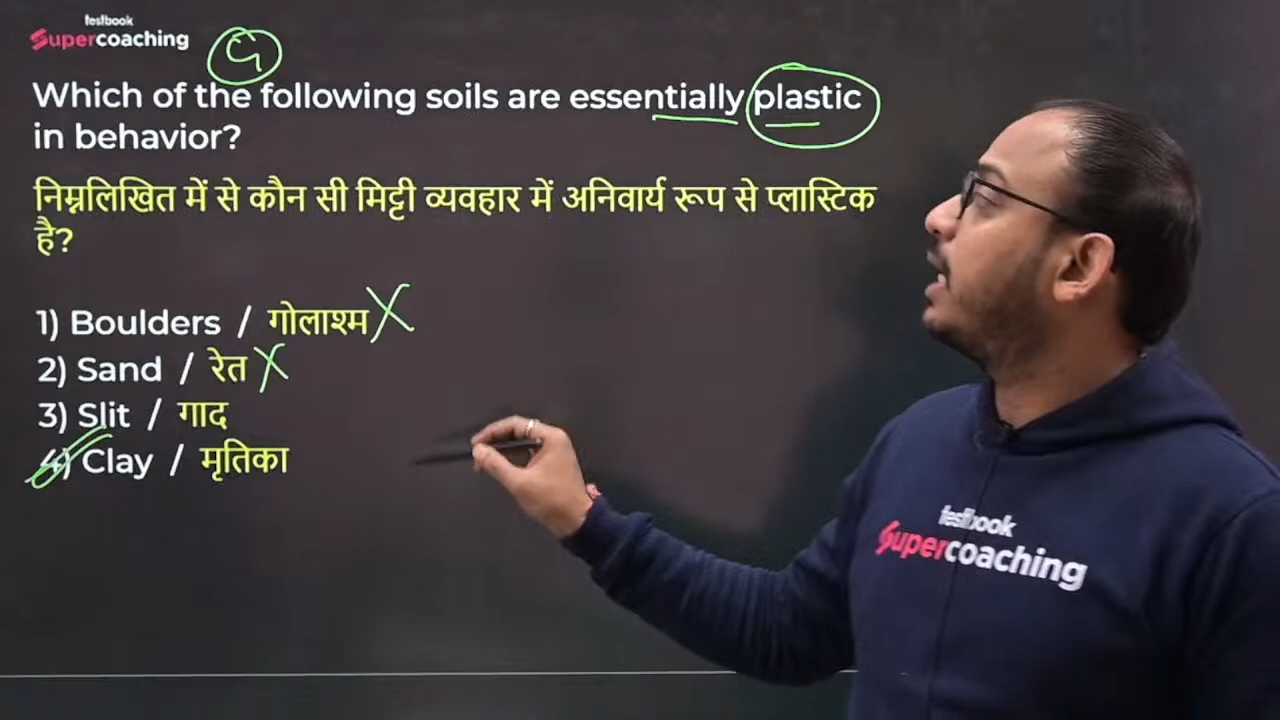 testbook
Supercoaching
G
Which of the following soils are essentially plastic
in behavior?
निम्नलिखित में से कौन सी मिट्टी व्यवहार में अनिवार्य रूप से प्लास्टिक
है?
1) Boulders / गोलाश्म X
2) Sand / रेत X
3) Slit / गाद
4) Clay / मृतिका
testbook
Supercoaching